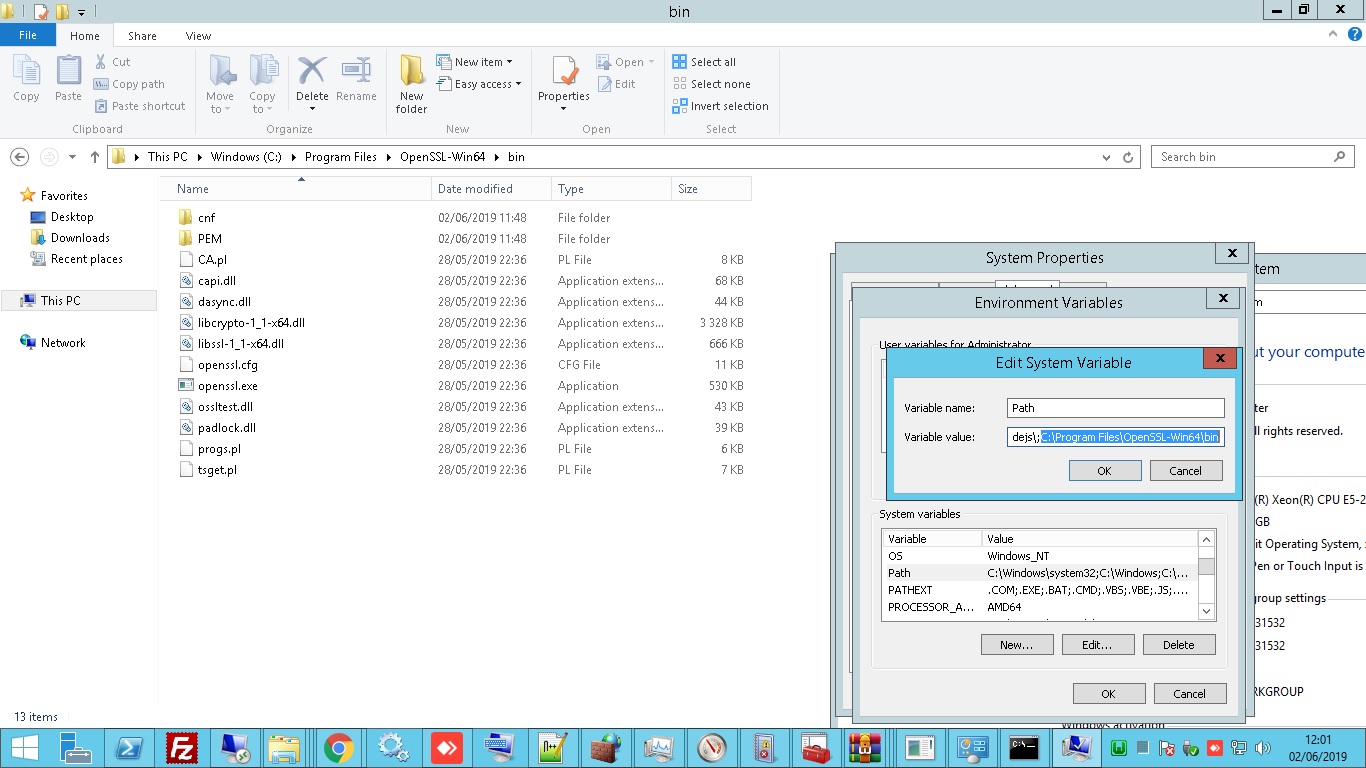 bin
File Home Share View
Copy
Paste
Cut
Copy path
Paste shortcut
Clipboard
Move to
Copy to
Delete
Rename
Organize
New folder
New item
Easy access
New
Properties
Open
Edit
Open
Select all
Select none
Invert selection
Select
This PC Windows (C:) Program Files OpenSSL-Win64 bin
Search bin
Favorites
Desktop
Downloads
Recent places
This PC
Network
Name Date modified Type Size
cnf 02/06/2019 11:48 File folder
PEM 02/06/2019 11:48 File folder
CA.pl 28/05/2019 22:36 PL File 8 KB
capi.dll 28/05/2019 22:36 Application extens... 68 KB
dasync.dll 28/05/2019 22:36 Application extens... 44 KB
libcrypto-1_1-x64.dll 28/05/2019 22:36 Application extens... 3 328 KB
libssl-1_1-x64.dll 28/05/2019 22:36 Application extens... 666 KB
openssl.cfg 28/05/2019 22:36 CFG File 11 KB
openssl.exe 28/05/2019 22:36 Application 530 KB
ossltest.dll 28/05/2019 22:36 Application extens... 43 KB
padlock.dll 28/05/2019 22:36 Application extens... 39 KB
progs.pl 28/05/2019 22:36 PL File 6 KB
tsget.pl 28/05/2019 22:36 PL File 7 KB
13 items
System Properties
Environment Variables
User variables for Administrator
Edit System Variable
Variable name: Path
Variable value: dejs\;C:\Program Files\OpenSSL-Win64\bin
OK Cancel
System variables
Variable Value
OS Windows_NT
Path C:\Windows\system32;C:\Windows;C:\...
PATHEXT .COM;.EXE;.BAT;.CMD;.VBS;.VBE;.JS;....
PROCESSOR_A... AMD64
New... Edit... Delete
OK Cancel
tem
m
ut your compute
ter
ll rights reserved.
(R) Xeon(R) CPU E5-2
GB
it Operating System,
Pen or Touch Input is
group settings
31532
31532
RKGROUP
Windows activation
12:01
02/06/2019